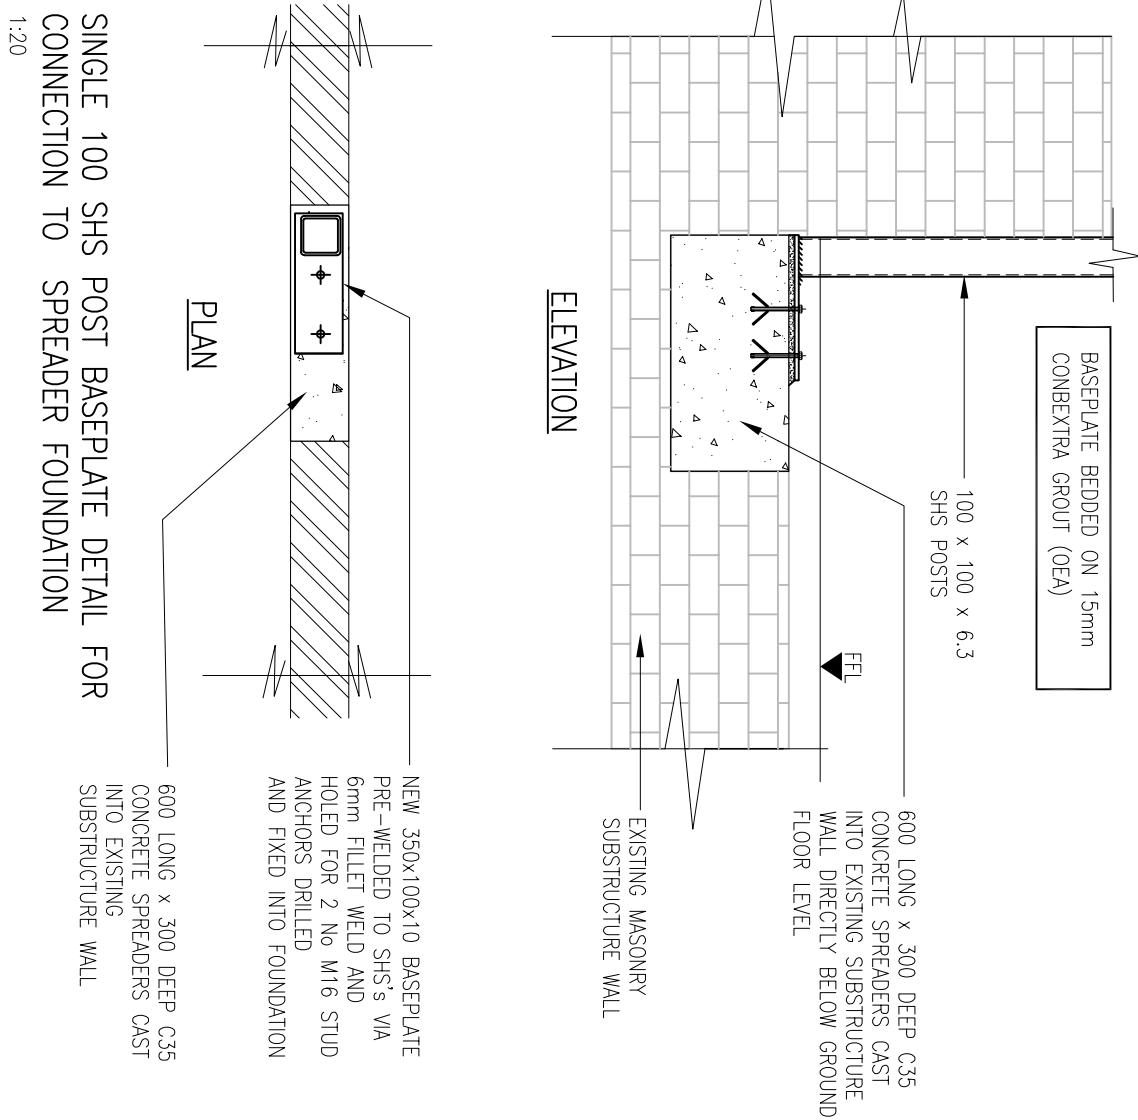 BASEPLATE BEDDED ON 15mm
CONBEXTRA GROUT (OEA)
100 x 100 x 6.3
SHS POSTS
FFL
600 LONG x 300 DEEP C35
CONCRETE SPREADERS CAST
INTO EXISTING SUBSTRUCTURE
WALL DIRECTLY BELOW GROUND
FLOOR LEVEL
EXISTING MASONRY
SUBSTRUCTURE WALL
ELEVATION
NEW 350x100x10 BASEPLATE
PRE-WELDED TO SHS's VIA
6mm FILLET WELD AND
HOLED FOR 2 No M16 STUD
ANCHORS DRILLED
AND FIXED INTO FOUNDATION
PLAN
600 LONG x 300 DEEP C35
CONCRETE SPREADERS CAST
INTO EXISTING
SUBSTRUCTURE WALL
SINGLE 100 SHS POST BASEPLATE DETAIL FOR
CONNECTION TO SPREADER FOUNDATION
1:20